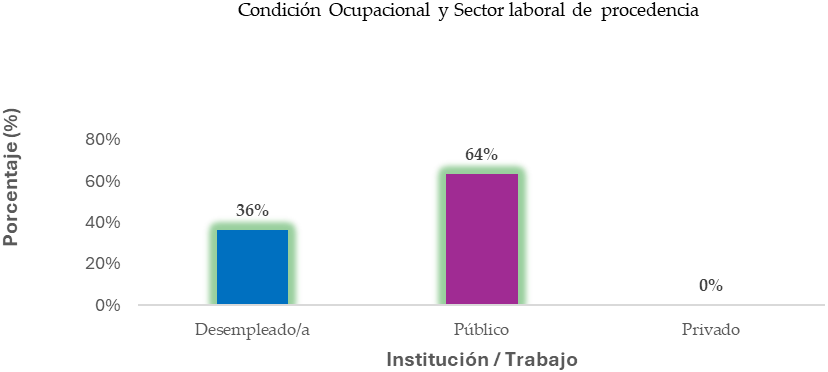 Condición Ocupacional y Sector laboral de procedencia
Porcentaje (%)
80%
60%
40%
20%
0%
36%
64%
0%
Desempleado/a Público Privado
Institución / Trabajo